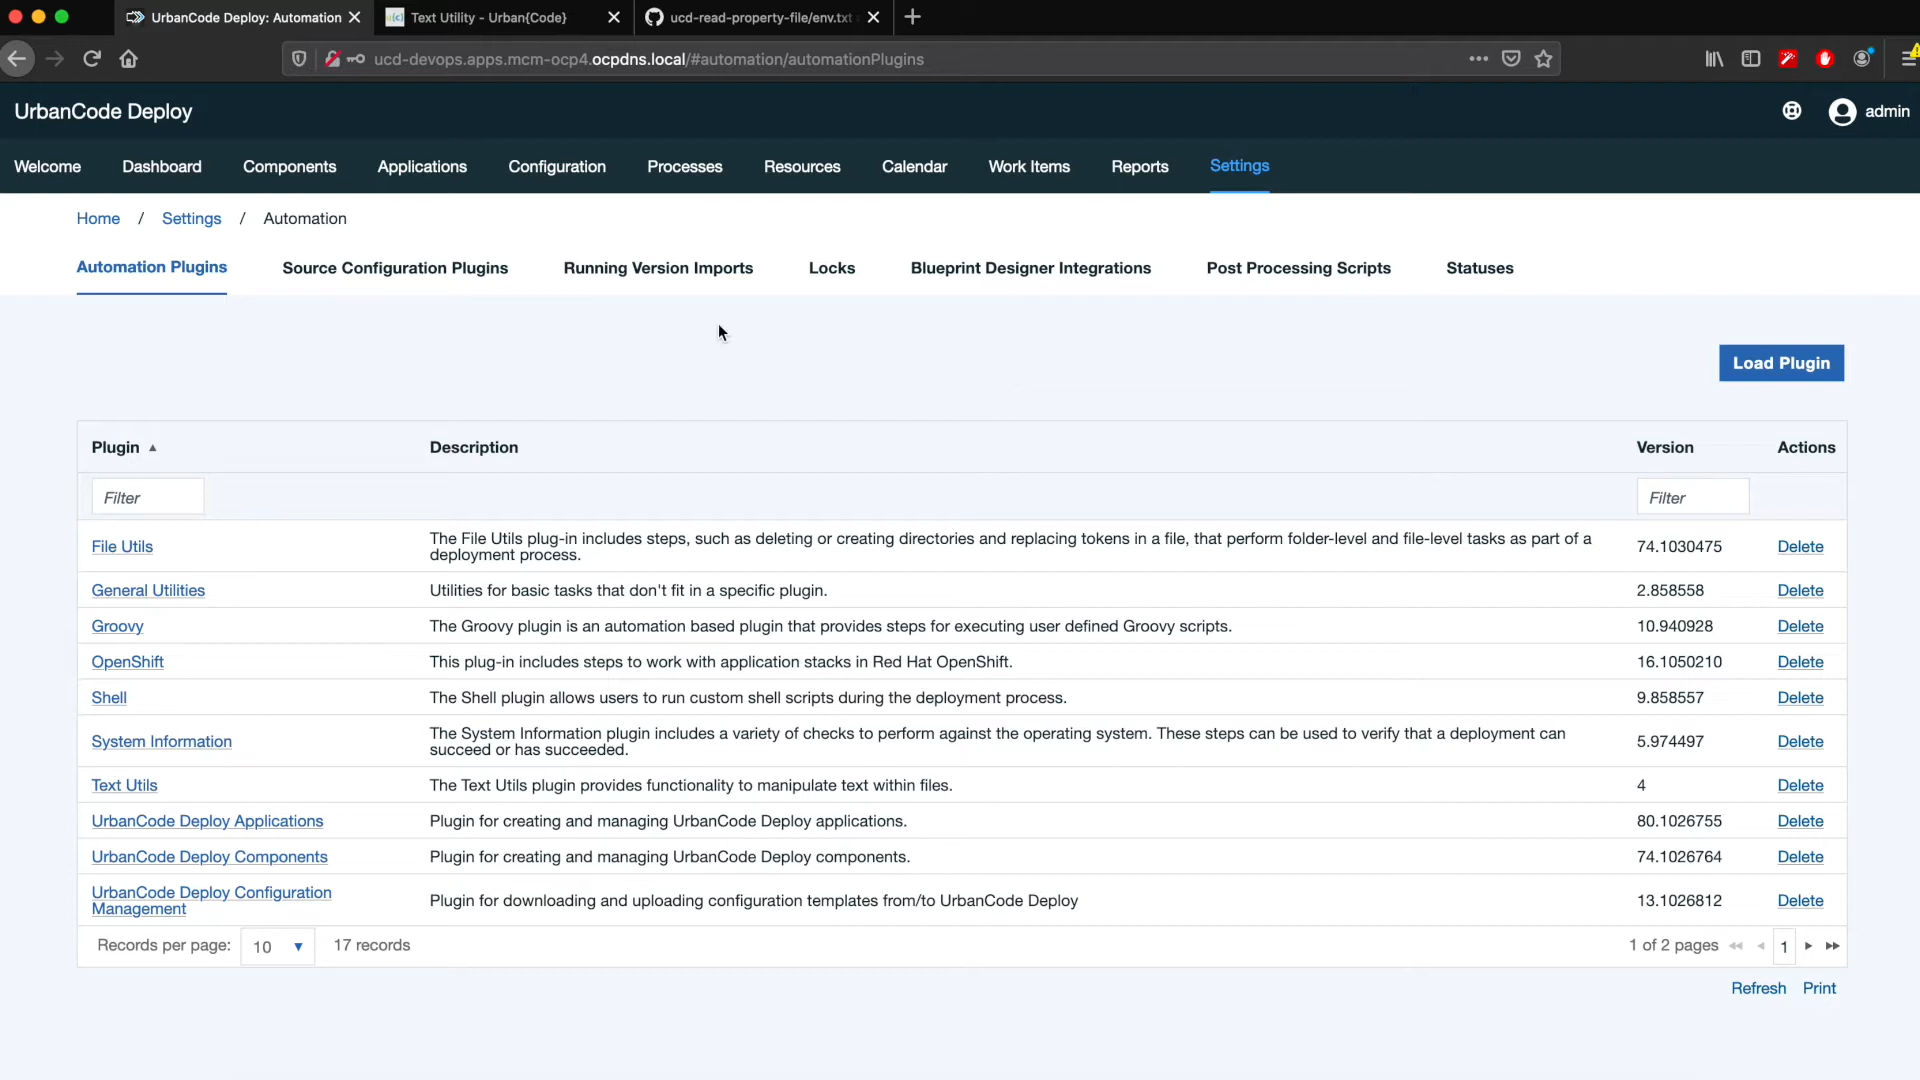 UrbanCode Deploy: Automation
Text Utility - Urban{Code}
ucd-read-property-file/env.txt
ucd-devops.apps.mcm-ocp4.ocpdns.local/#automation/automationPlugins
UrbanCode Deploy
admin
Welcome Dashboard Components Applications Configuration Processes Resources Calendar Work Items Reports Settings
Home / Settings / Automation
Automation Plugins Source Configuration Plugins Running Version Imports Locks Blueprint Designer Integrations Post Processing Scripts Statuses
Load Plugin
Plugin Description Version Actions
Filter Filter
File Utils The File Utils plug-in includes steps, such as deleting or creating directories and replacing tokens in a file, that perform folder-level and file-level tasks as part of a
deployment process. 74.1030475 Delete
General Utilities Utilities for basic tasks that don't fit in a specific plugin. 2.858558 Delete
Groovy The Groovy plugin is an automation based plugin that provides steps for executing user defined Groovy scripts. 10.940928 Delete
OpenShift This plug-in includes steps to work with application stacks in Red Hat OpenShift. 16.1050210 Delete
Shell The Shell plugin allows users to run custom shell scripts during the deployment process. 9.858557 Delete
System Information The System Information plugin includes a variety of checks to perform against the operating system. These steps can be used to verify that a deployment can
succeed or has succeeded. 5.974497 Delete
Text Utils The Text Utils plugin provides functionality to manipulate text within files. 4 Delete
UrbanCode Deploy Applications Plugin for creating and managing UrbanCode Deploy applications. 80.1026755 Delete
UrbanCode Deploy Components Plugin for creating and managing UrbanCode Deploy components. 74.1026764 Delete
UrbanCode Deploy Configuration
Management Plugin for downloading and uploading configuration templates from/to UrbanCode Deploy 13.1026812 Delete
Records per page: 10 17 records 1 of 2 pages 1
Refresh Print